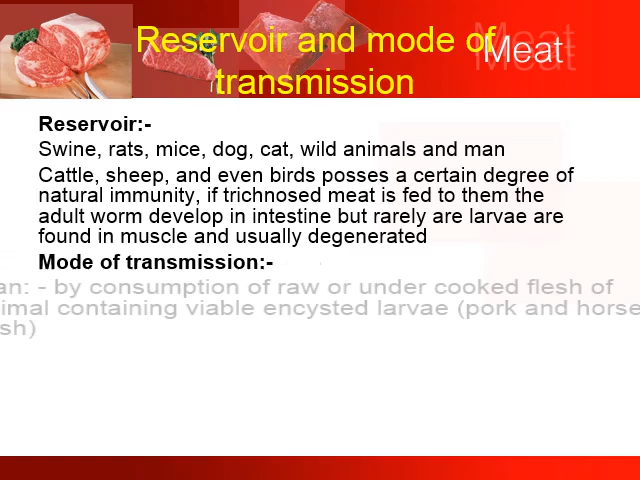 Reservoir and mode of
transmission
Meat
Reservoir:-
Swine, rats, mice, dog, cat, wild animals and man
Cattle, sheep, and even birds posses a certain degree of
natural immunity, if trichnosed meat is fed to them the
adult worm develop in intestine but rarely are larvae are
found in muscle and usually degenerated
Mode of transmission:-
an: - by consumption of raw or under cooked flesh of
imal containing viable encysted larvae (pork and horse
sh)